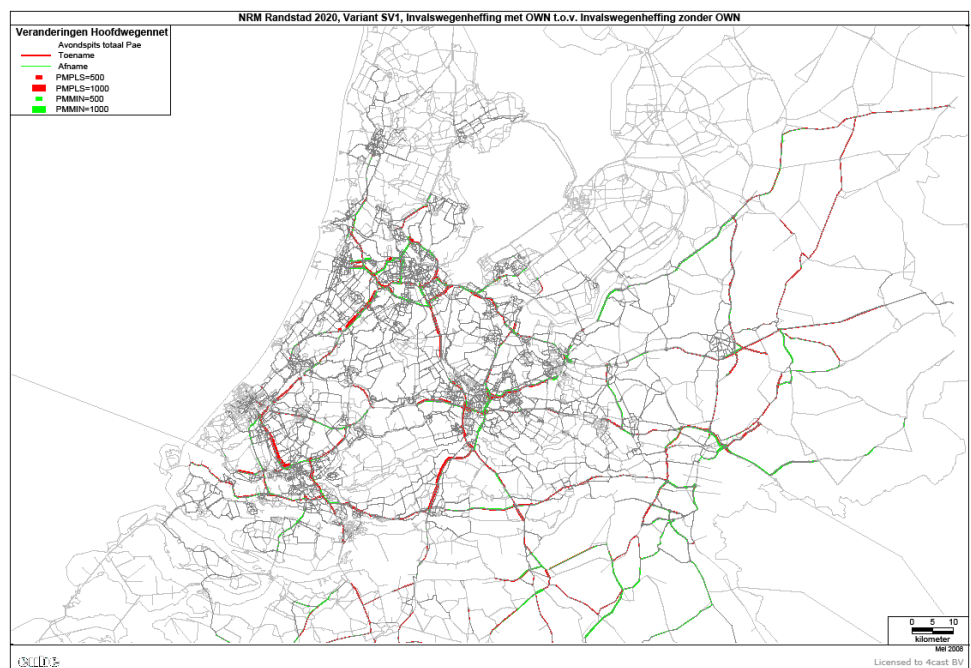 NRM Randstad 2020, Variant SV1, Invalswegenheffing met OWN t.o.v. Invalswegenheffing zonder OWN
Veranderingen Hoofdwegennet
Avondspits totaal Pae
Toename
Afname
PMPLS=500
PMPLS=1000
PMMIN=500
PMMIN=1000
0 5 10
kilometer
Mei 2008
cube
Licensed to 4cast BV